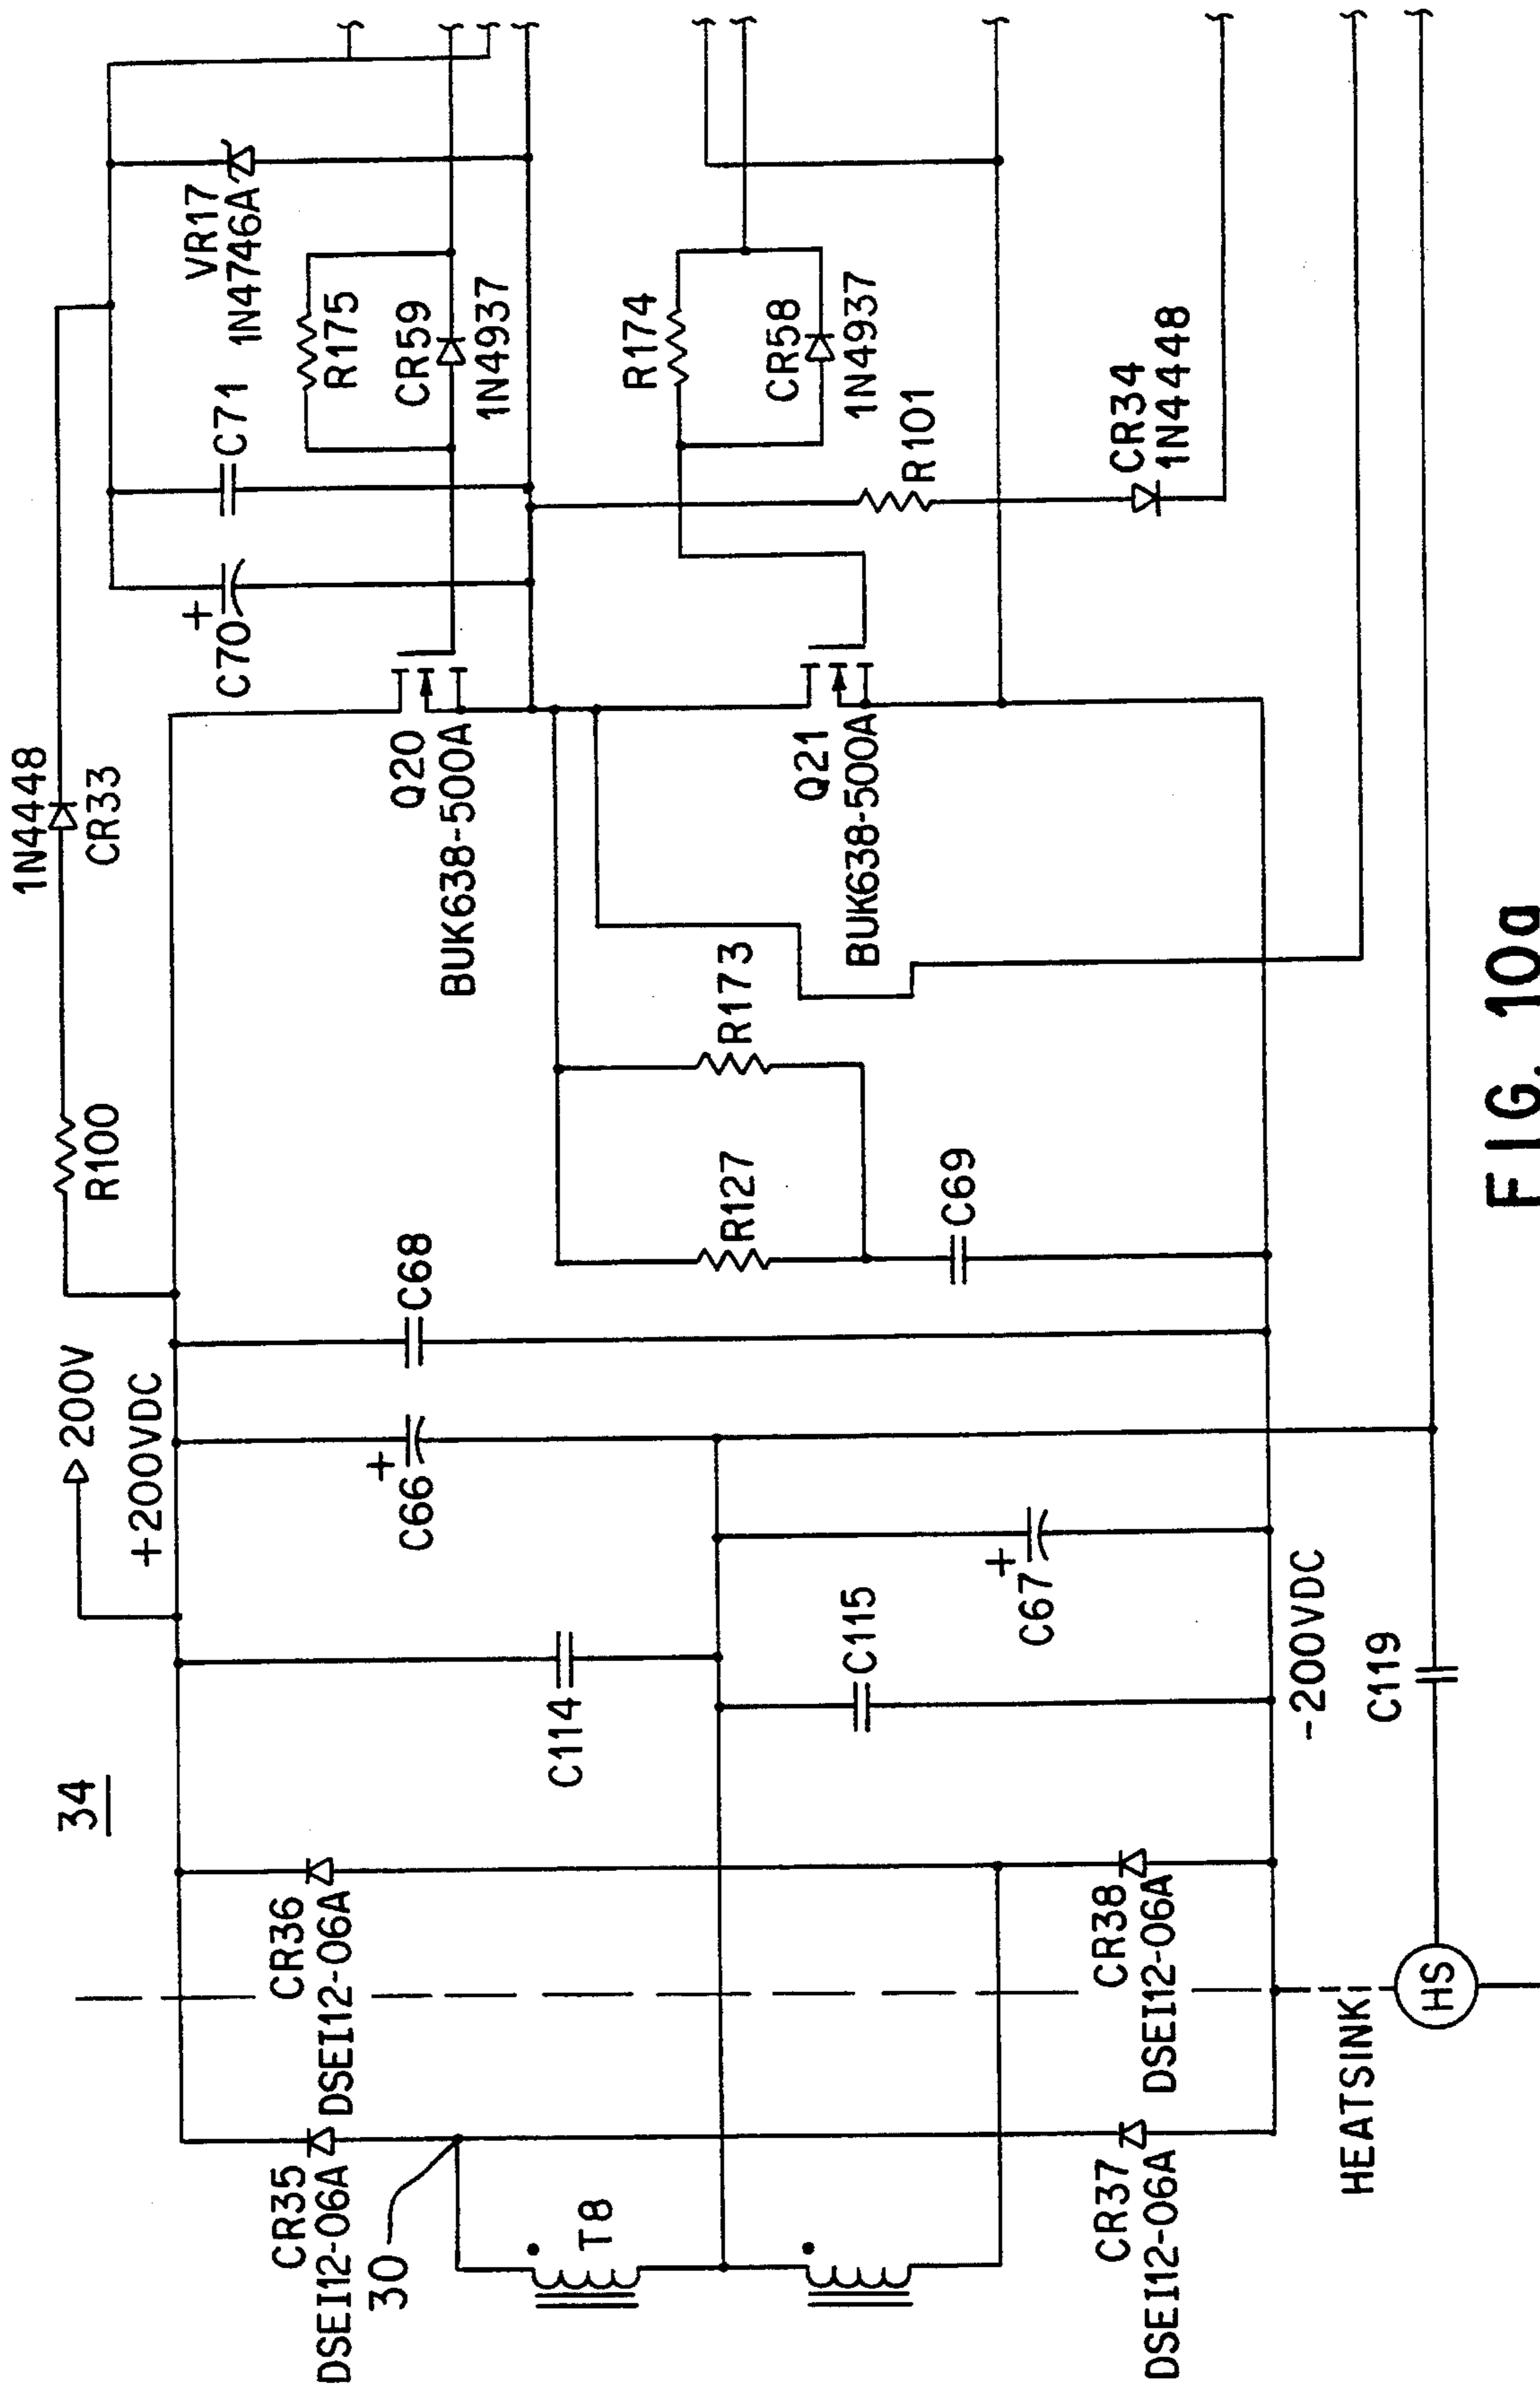 34
200V
+200VDC
R100
1N4448
CR33
CR35
DSEI12-06A
CR36
DSEI12-06A
30
T8
C114
C115
C66
+
C67
+
C68
R127
R173
C69
Q20
BUK638-500A
Q21
BUK638-500A
C70
+
C71
VR17
1N4746A
R175
CR59
1N4937
R174
CR58
1N4937
R101
CR34
1N4448
CR37
DSEI12-06A
CR38
DSEI12-06A
-200VDC
HEATSINK
HS
C119
FIG. 10a